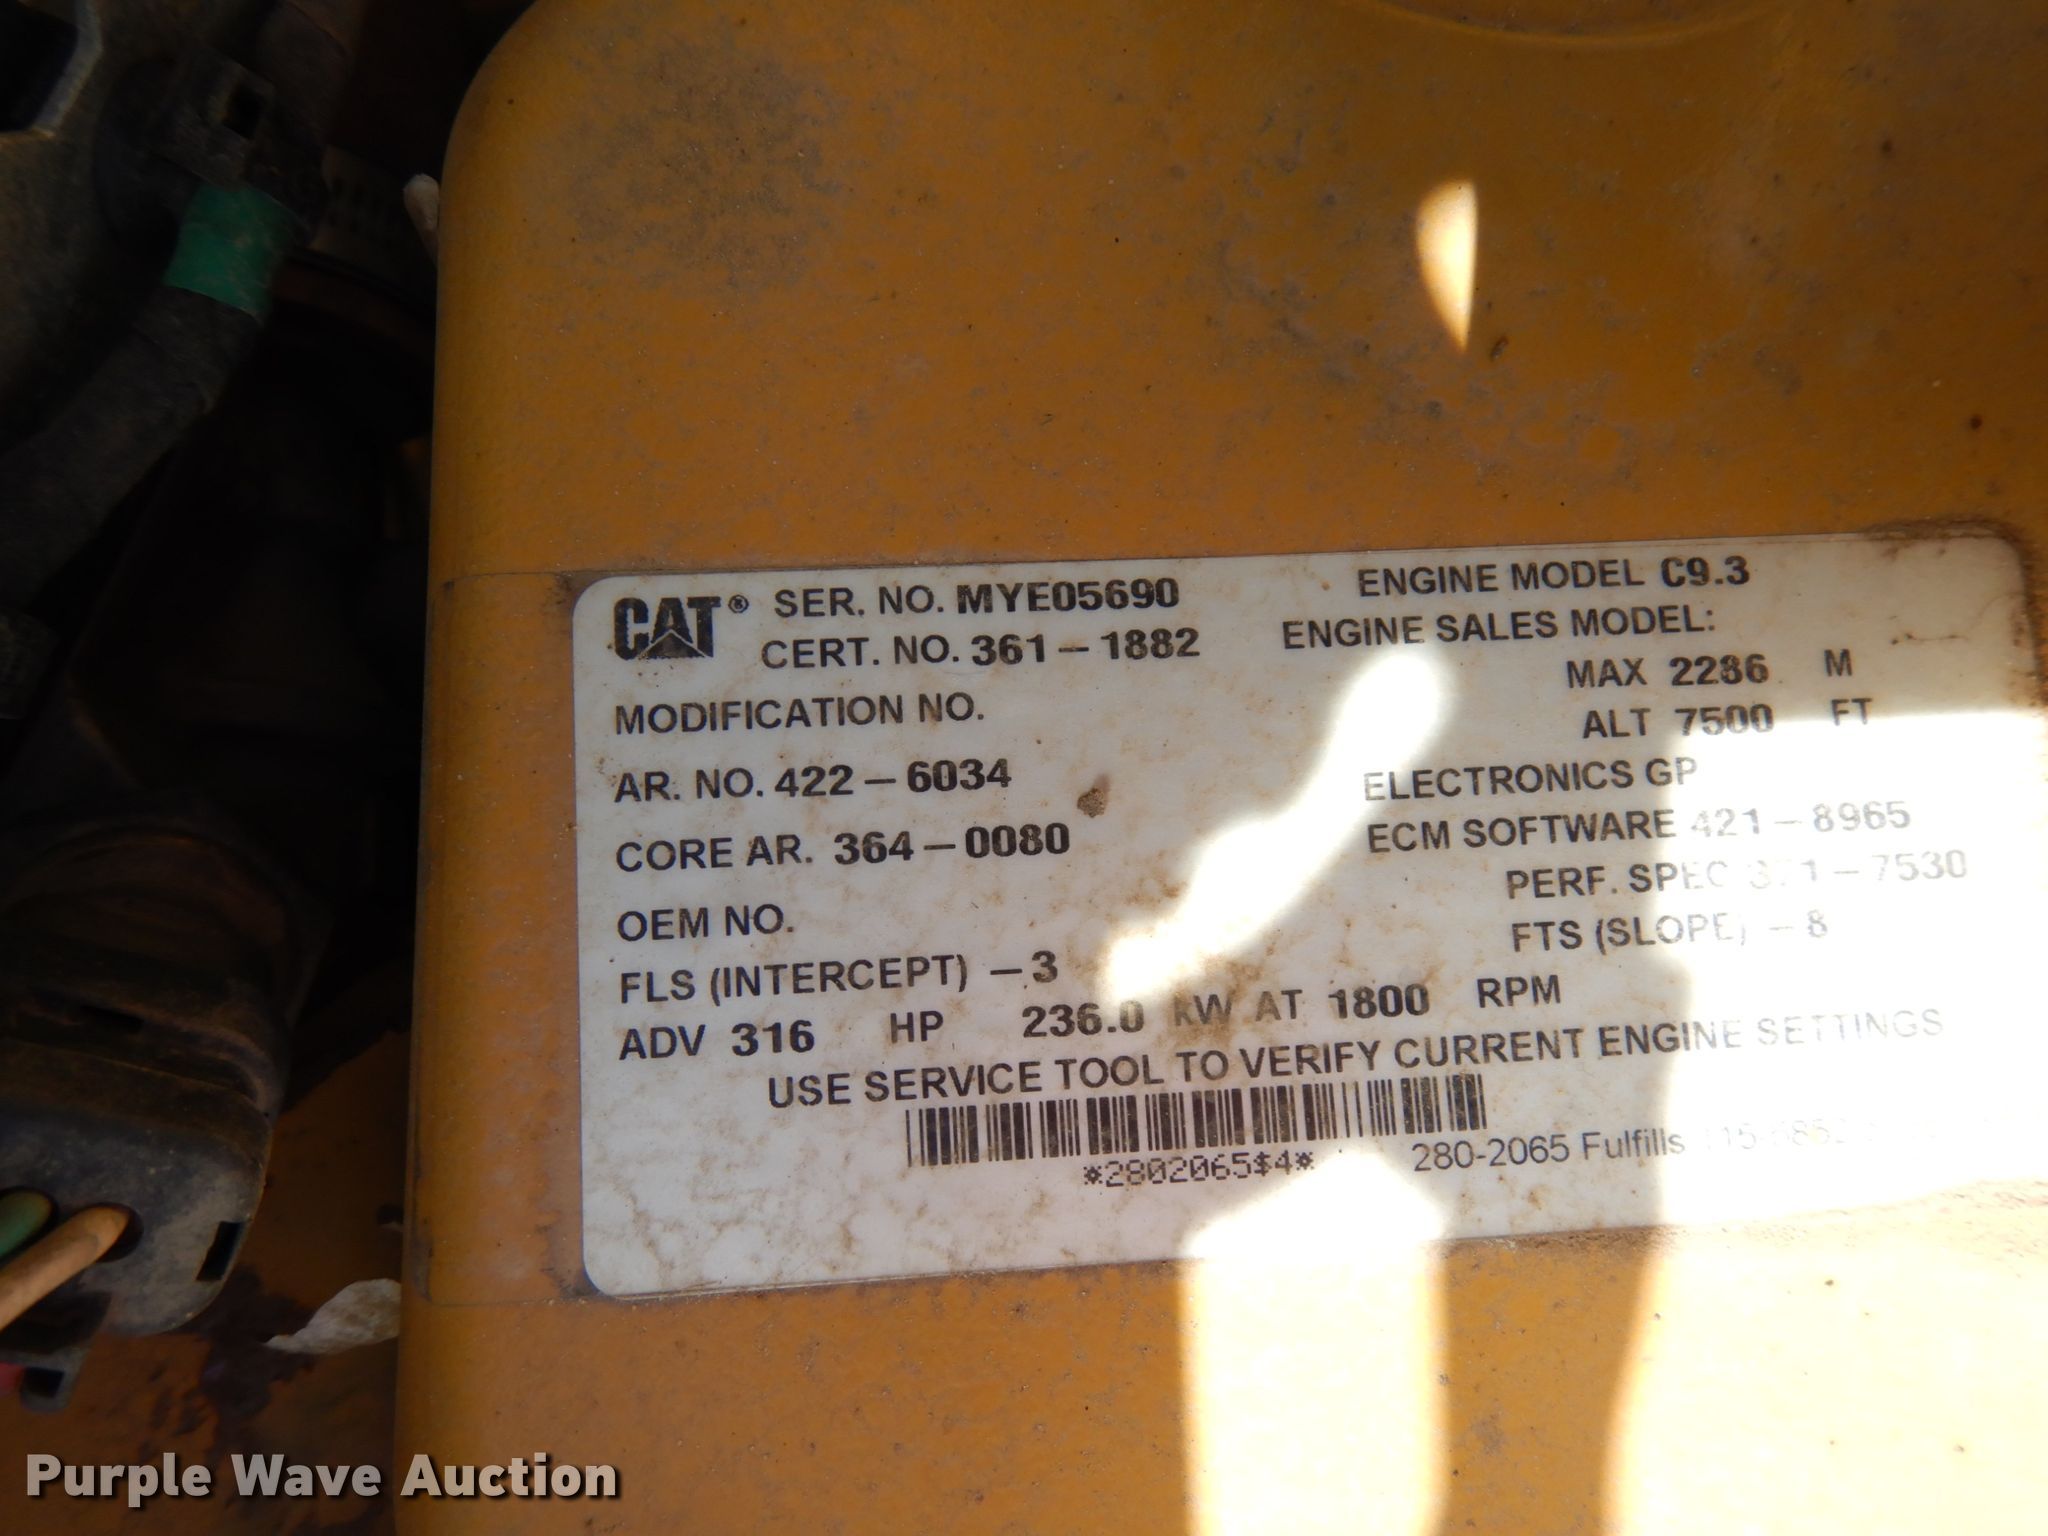 CAT® SER. NO. MYE05690 ENGINE MODEL C9.3
CERT. NO. 361-1882 ENGINE SALES MODEL:
MAX 2286 M
MODIFICATION NO. ALT 7500 FT
AR. NO. 422-6034 ELECTRONICS GP
CORE AR. 364-0080 ECM SOFTWARE 421-8965
PERF. SPEC
OEM NO. FTS (SLOPE) -8
FLS (INTERCEPT) -3
ADV 316 HP 236.0 kW AT 1800 RPM
USE SERVICE TOOL TO VERIFY CURRENT ENGINE SETTINGS
*2802065$4* 280-2065 Fulfills
Purple Wave Auction